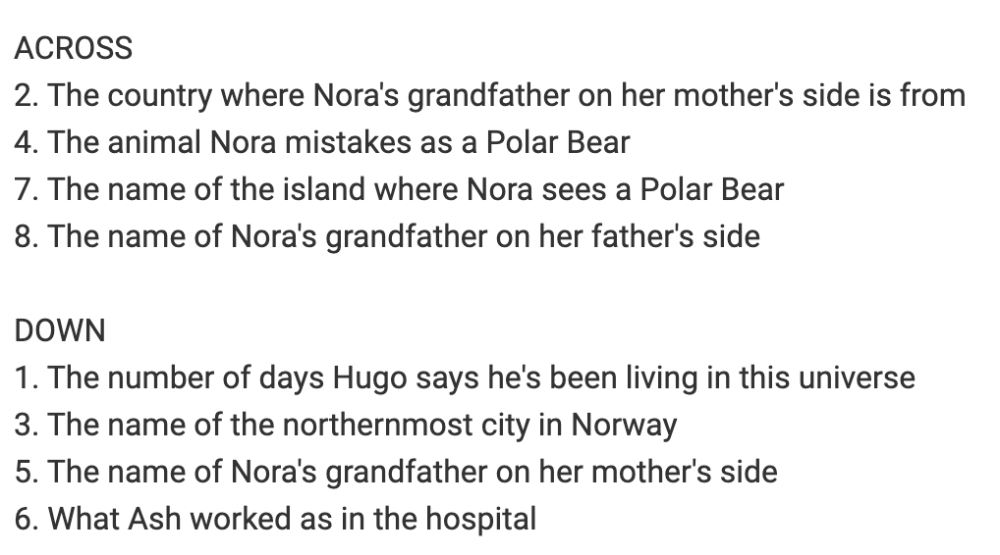 ACROSS
2. The country where Nora's grandfather on her mother's side is from
4. The animal Nora mistakes as a Polar Bear
7. The name of the island where Nora sees a Polar Bear
8. The name of Nora's grandfather on her father's side
DOWN
1. The number of days Hugo says he's been living in this universe
3. The name of the northernmost city in Norway
5. The name of Nora's grandfather on her mother's side
6. What Ash worked as in the hospital